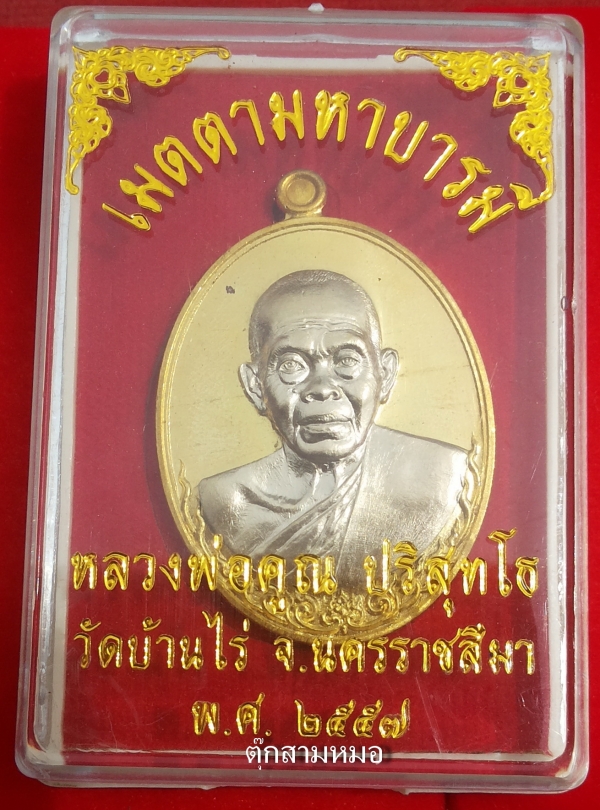 เมตตามหาบารมี
หลวงพ่อคูณ ปริสุทโธ
วัดบ้านไร่ จ.นครราชสีมา
พ.ศ. ๒๕๕๗
ตุ๊กสามหมอ